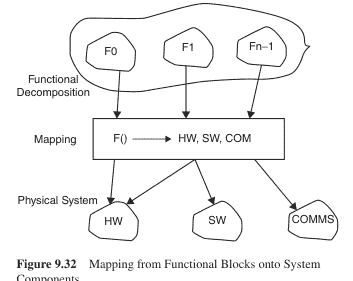 F0 F1 Fn–1
Functional
Decomposition
Mapping F() HW, SW, COM
Physical System
HW SW COMMS
Figure 9.32 Mapping from Functional Blocks onto System
Components